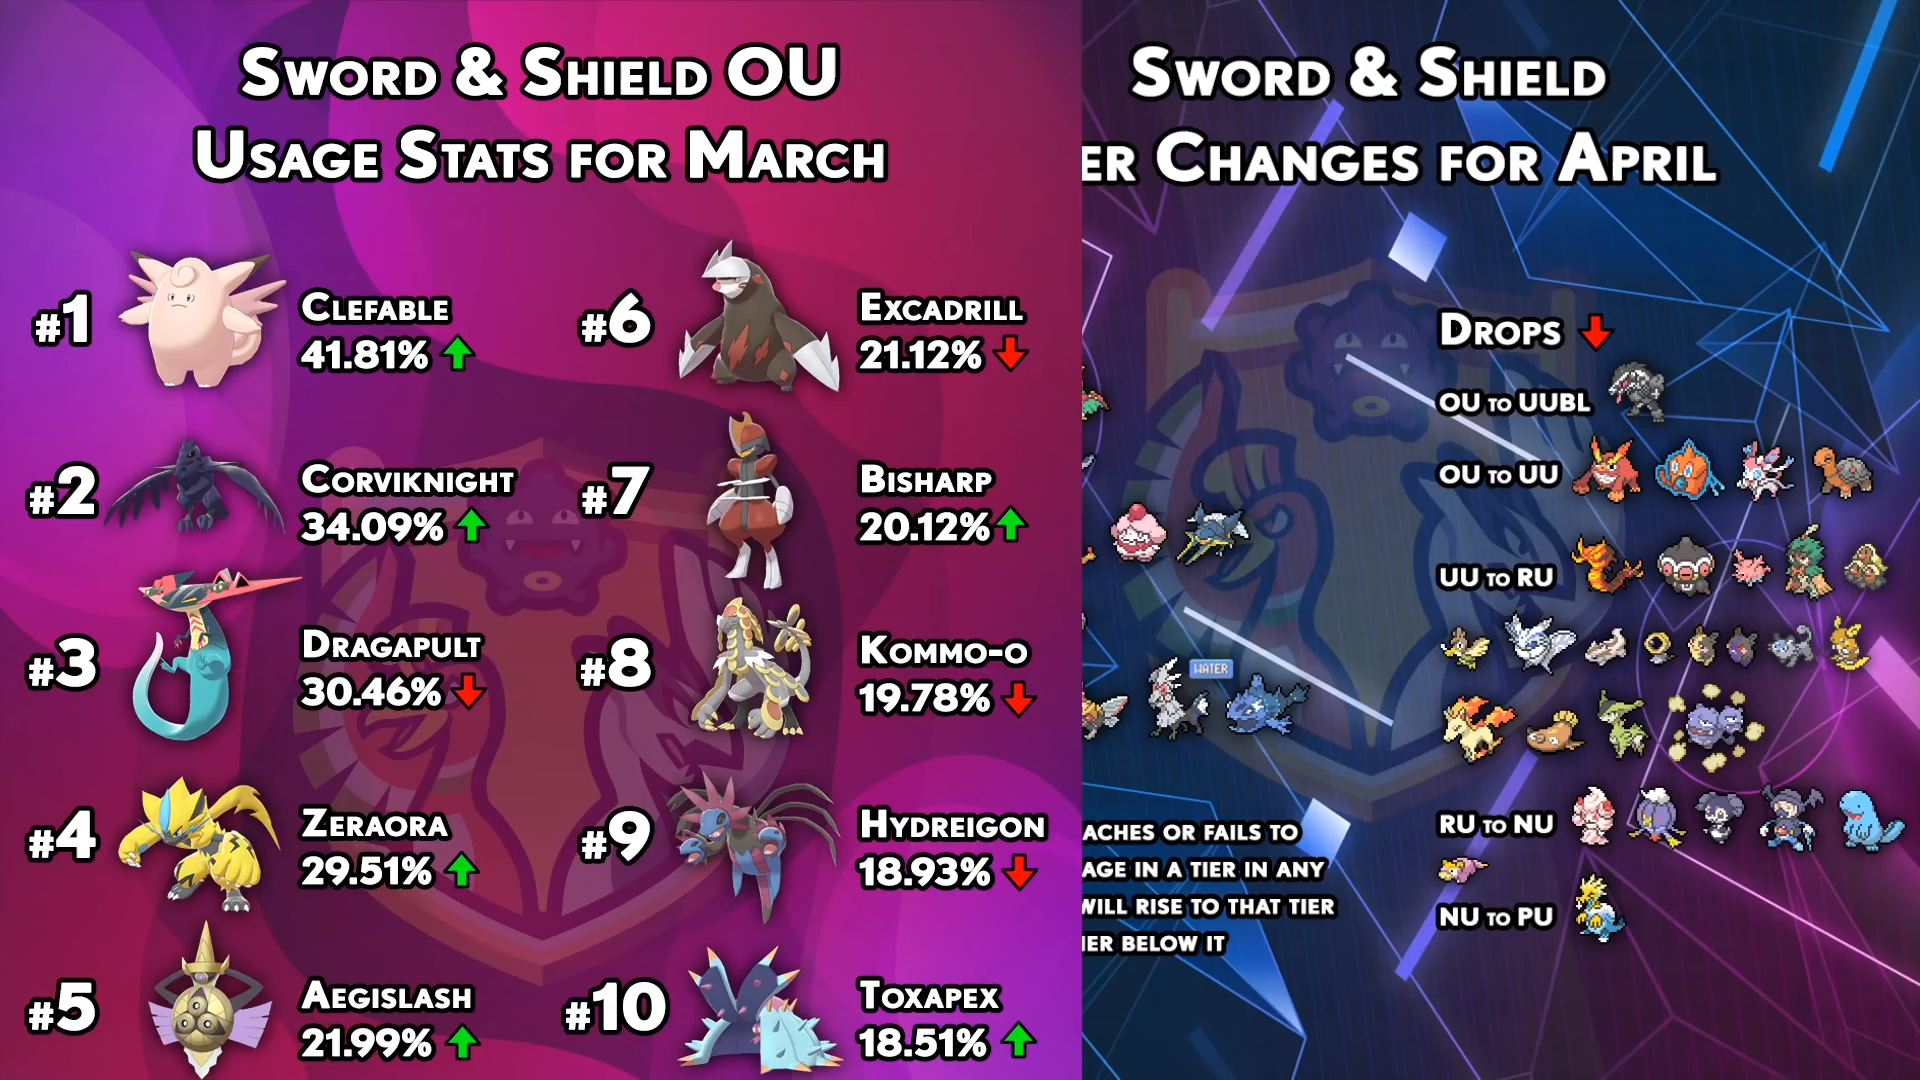 Sword & Shield OU
Usage Stats for March
#1
Clefable
41.81%
#2
Corviknight
34.09%
#3
Dragapult
30.46%
#4
Zeraora
29.51%
#5
Aegislash
21.99%
#6
Excadrill
21.12%
#7
Bisharp
20.12%
#8
Kommo-o
19.78%
#9
Hydreigon
18.93%
#10
Toxapex
18.51%
Sword & Shield
er Changes for April
Drops
OU to UUBL
OU to UU
UU to RU
WATER
RU to NU
NU to PU
aches or fails to
age in a tier in any
will rise to that tier
ier below it